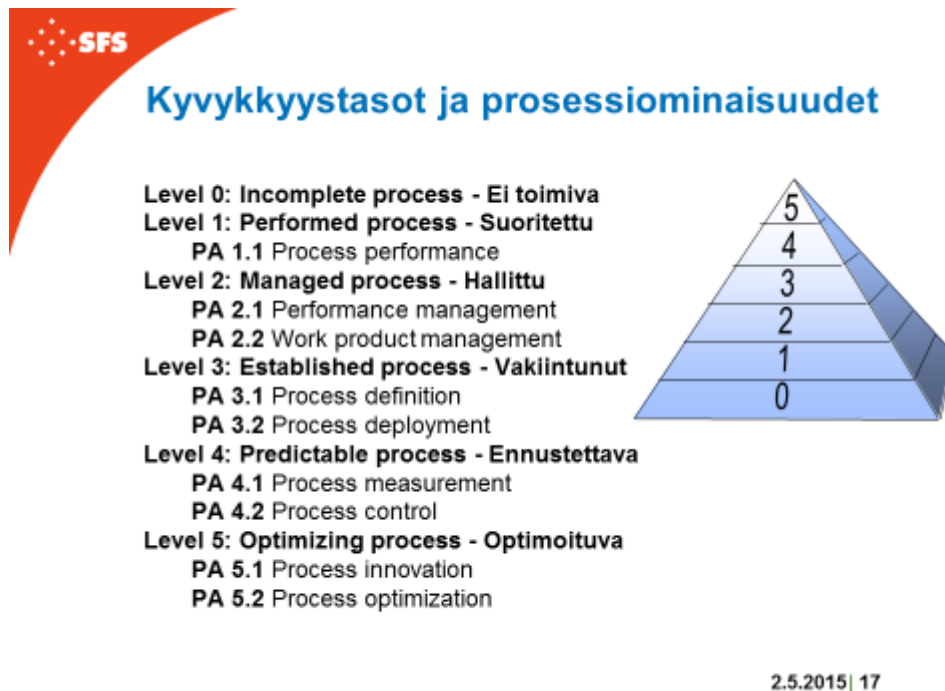 SFS
Kyvykkyystasot ja prosessiominaisuudet
Level 0: Incomplete process - Ei toimiva
Level 1: Performed process - Suoritettu
PA 1.1 Process performance
Level 2: Managed process - Hallittu
PA 2.1 Performance management
PA 2.2 Work product management
Level 3: Established process - Vakiintunut
PA 3.1 Process definition
PA 3.2 Process deployment
Level 4: Predictable process - Ennustettava
PA 4.1 Process measurement
PA 4.2 Process control
Level 5: Optimizing process - Optimoituva
PA 5.1 Process innovation
PA 5.2 Process optimization
5
4
3
2
1
0
2.5.2015| 17